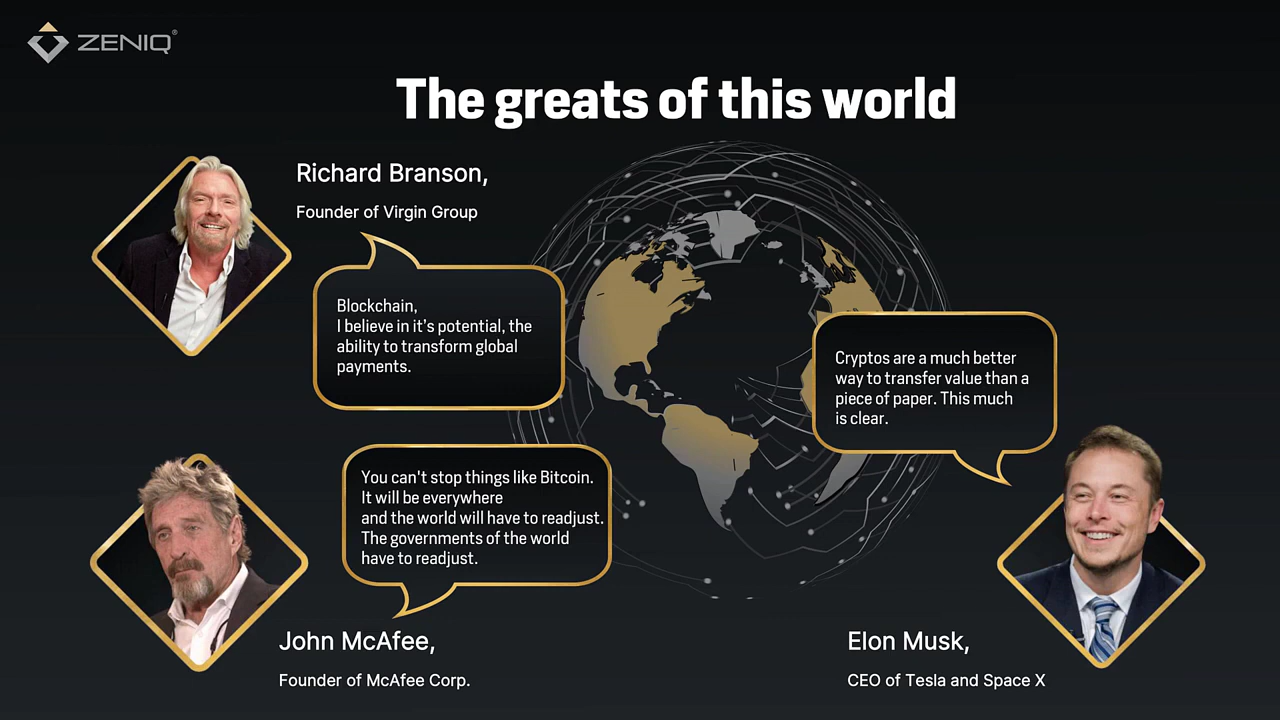 ZENIQ®
The greats of this world
Richard Branson,
Founder of Virgin Group
Blockchain,
I believe in it's potential, the
ability to transform global
payments.
Cryptos are a much better
way to transfer value than a
piece of paper. This much
is clear.
You can't stop things like Bitcoin.
It will be everywhere
and the world will have to readjust.
The governments of the world
have to readjust.
John McAfee,
Founder of McAfee Corp.
Elon Musk,
CEO of Tesla and Space X